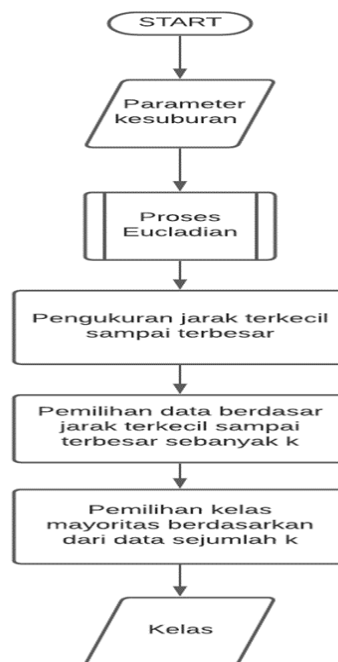 START
Parameter
kesuburan
Proses
Eucladian
Pengukuran jarak terkecil
sampai terbesar
Pemilihan data berdasar
jarak terkecil sampai
terbesar sebanyak k
Pemilihan kelas
mayoritas berdasarkan
dari data sejumlah k
Kelas